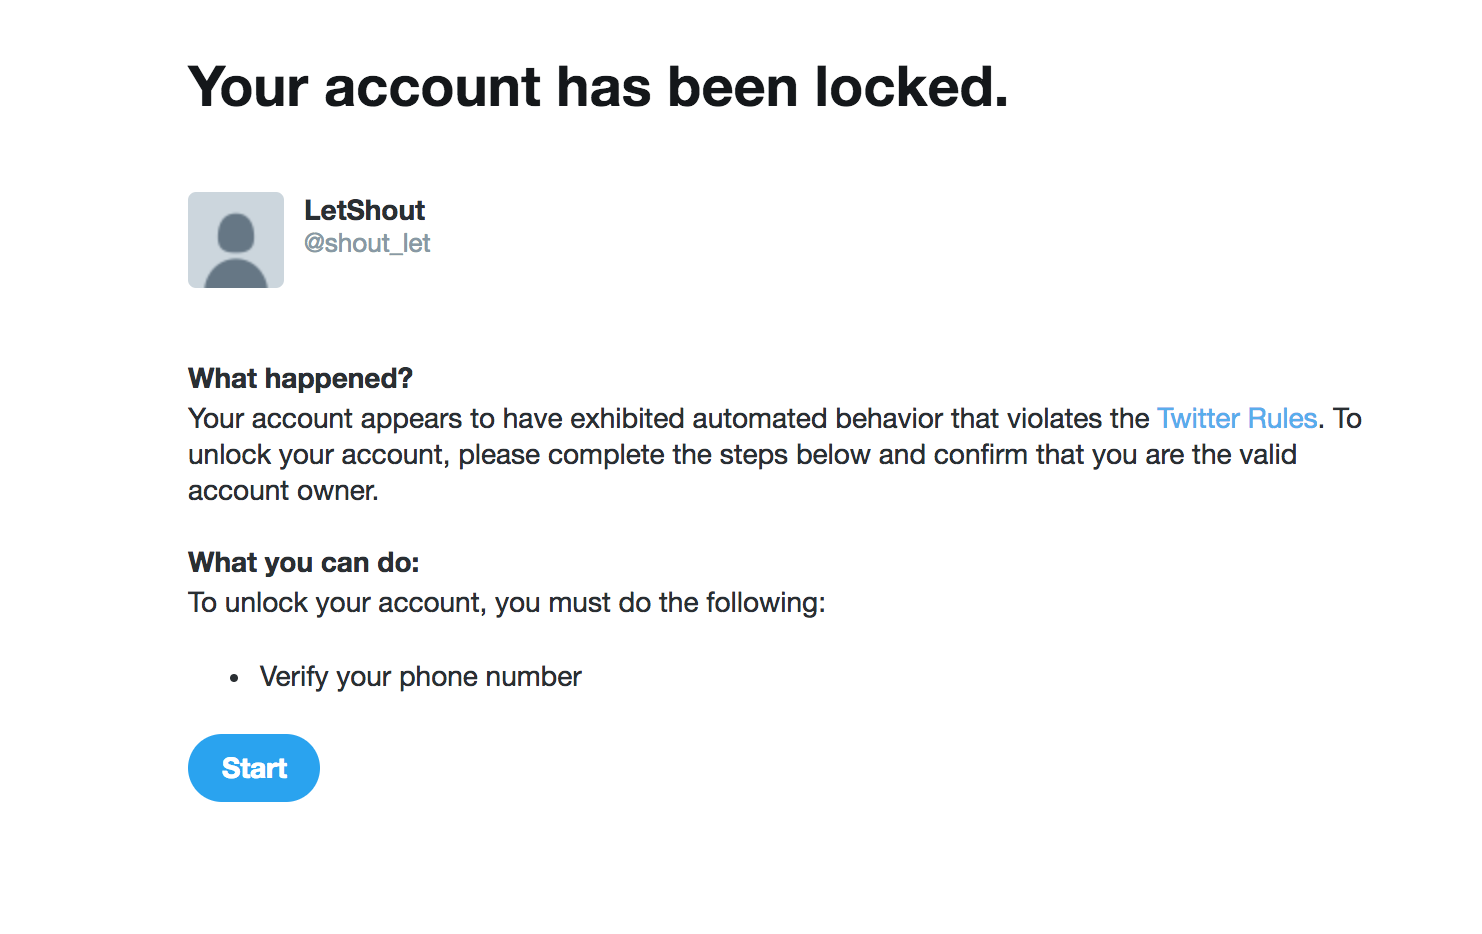 Your account has been locked.
LetShout
@shout_let
What happened?
Your account appears to have exhibited automated behavior that violates the Twitter Rules. To
unlock your account, please complete the steps below and confirm that you are the valid
account owner.
What you can do:
To unlock your account, you must do the following:
• Verify your phone number
Start